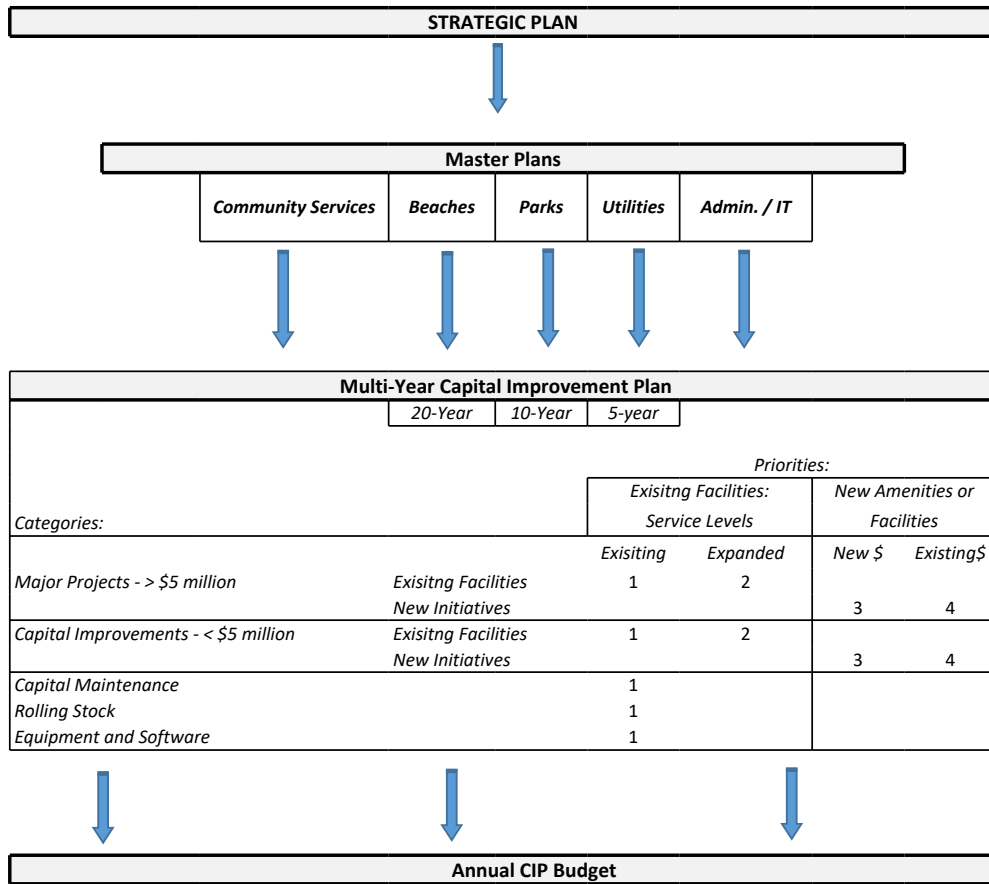 STRATEGIC PLAN
Master Plans
Community Services Beaches Parks Utilities Admin. / IT
Multi-Year Capital Improvement Plan
20-Year 10-Year 5-year
Priorities:
Exisitng Facilities: New Amenities or
Categories: Service Levels Facilities
Exisiting Expanded New $ Existing$
Major Projects - > $5 million Exisitng Facilities 1 2
New Initiatives 3 4
Capital Improvements - < $5 million Exisitng Facilities 1 2
New Initiatives 3 4
Capital Maintenance 1
Rolling Stock 1
Equipment and Software 1
Annual CIP Budget